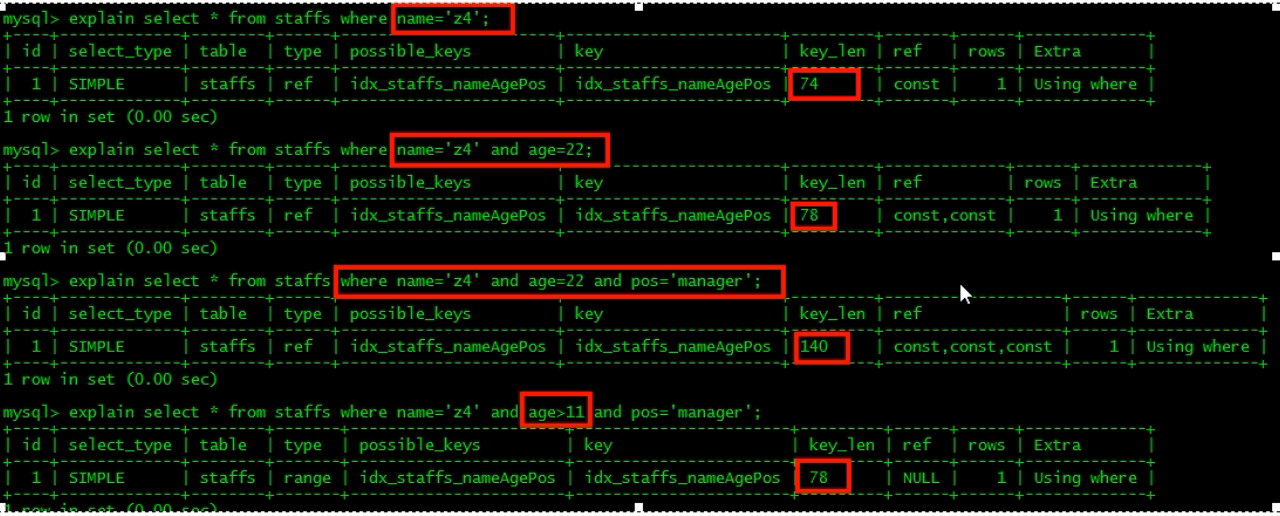 mysql> explain select * from staffs where name='z4';
| id | select_type | table | type | possible_keys | key | key_len | ref | rows | Extra |
| 1 | SIMPLE | staffs | ref | idx_staffs_nameAgePos | idx_staffs_nameAgePos | 74 | const | 1 | Using where |
1 row in set (0.00 sec)
mysql> explain select * from staffs where name='z4' and age=22;
| id | select_type | table | type | possible_keys | key | key_len | ref | rows | Extra |
| 1 | SIMPLE | staffs | ref | idx_staffs_nameAgePos | idx_staffs_nameAgePos | 78 | const,const | 1 | Using where |
1 row in set (0.00 sec)
mysql> explain select * from staffs where name='z4' and age=22 and pos='manager';
| id | select_type | table | type | possible_keys | key | key_len | ref | rows | Extra |
| 1 | SIMPLE | staffs | ref | idx_staffs_nameAgePos | idx_staffs_nameAgePos | 140 | const,const,const | 1 | Using where |
1 row in set (0.00 sec)
mysql> explain select * from staffs where name='z4' and age>11 and pos='manager';
| id | select_type | table | type | possible_keys | key | key_len | ref | rows | Extra |
| 1 | SIMPLE | staffs | range | idx_staffs_nameAgePos | idx_staffs_nameAgePos | 78 | NULL | 1 | Using where |
1 row in set (0.00 sec)